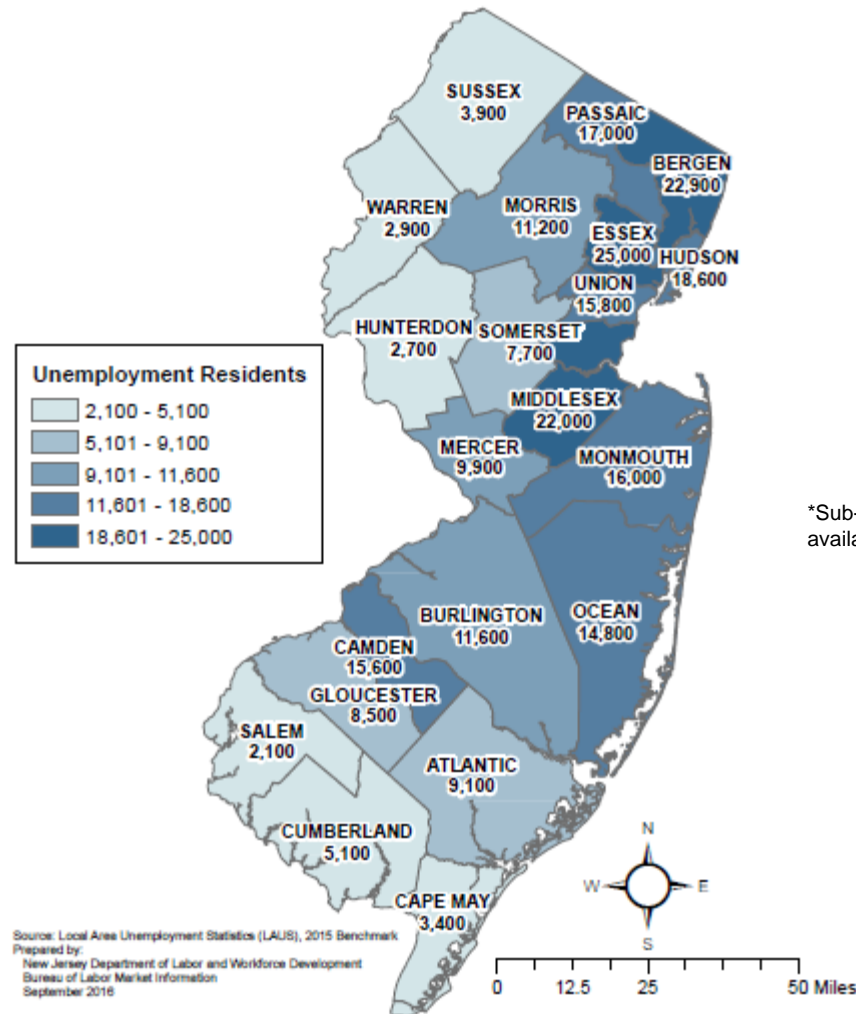 SUSSEX
3,900
PASSAIC
17,000
BERGEN
22,900
WARREN
2,900
MORRIS
11,200
ESSEX
25,000
HUDSON
18,600
UNION
15,800
HUNTERDON
2,700
SOMERSET
7,700
Unemployment Residents
2,100 - 5,100
5,101 - 9,100
9,101 - 11,600
11,601 - 18,600
18,601 - 25,000
MIDDLESEX
22,000
MERCER
9,900
MONMOUTH
16,000
*Sub-
availa
BURLINGTON
11,600
OCEAN
14,800
CAMDEN
15,600
GLOUCESTER
8,500
SALEM
2,100
ATLANTIC
9,100
CUMBERLAND
5,100
CAPE MAY
3,400
N
W
E
S
Source: Local Area Unemployment Statistics (LAUS), 2015 Benchmark
Prepared by:
New Jersey Department of Labor and Workforce Development
Bureau of Labor Market Information
September 2016
0 12.5 25 50 Miles